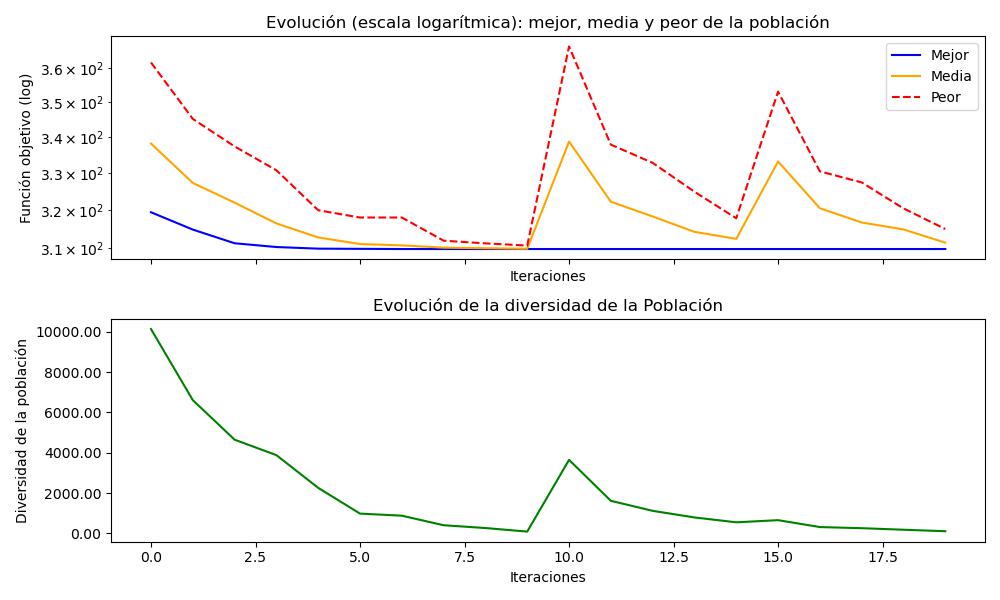 Evolución (escala logarítmica): mejor, media y peor de la población
Función objetivo (log)
3.6 × 10²
3.5 × 10²
3.4 × 10²
3.3 × 10²
3.2 × 10²
3.1 × 10²
Mejor
Media
Peor
Iteraciones
Evolución de la diversidad de la Población
Diversidad de la población
10000.00
8000.00
6000.00
4000.00
2000.00
0.00
0.0 2.5 5.0 7.5 10.0 12.5 15.0 17.5
Iteraciones